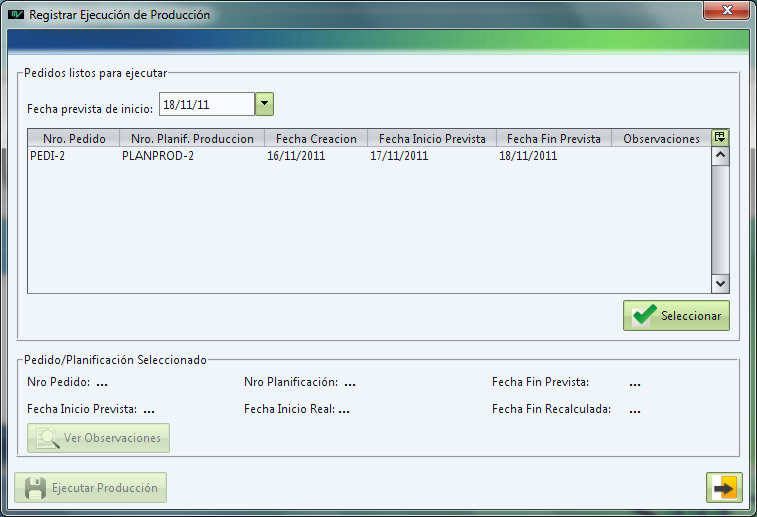 Registrar Ejecución de Producción
Pedidos listos para ejecutar
Fecha prevista de inicio: 18/11/11
Nro. Pedido Nro. Planif. Produccion Fecha Creacion Fecha Inicio Prevista Fecha Fin Prevista Observaciones
PEDI-2 PLANPROD-2 16/11/2011 17/11/2011 18/11/2011
Seleccionar
Pedido/Planificación Seleccionado
Nro Pedido: ... Nro Planificación: ... Fecha Fin Prevista: ...
Fecha Inicio Prevista: ... Fecha Inicio Real: ... Fecha Fin Recalculada: ...
Ver Observaciones
Ejecutar Producción